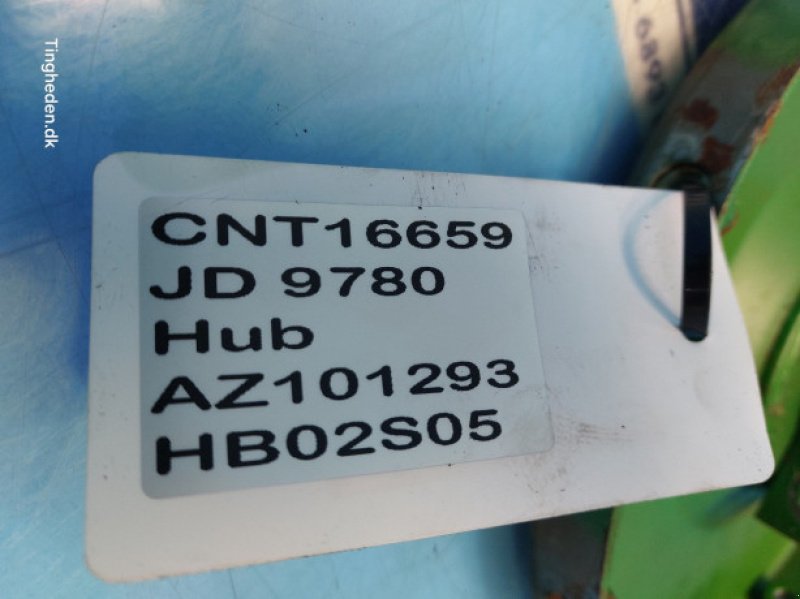 Tingheden.dk
CNT16659
JD 9780
Hub
AZ101293
HB02S05